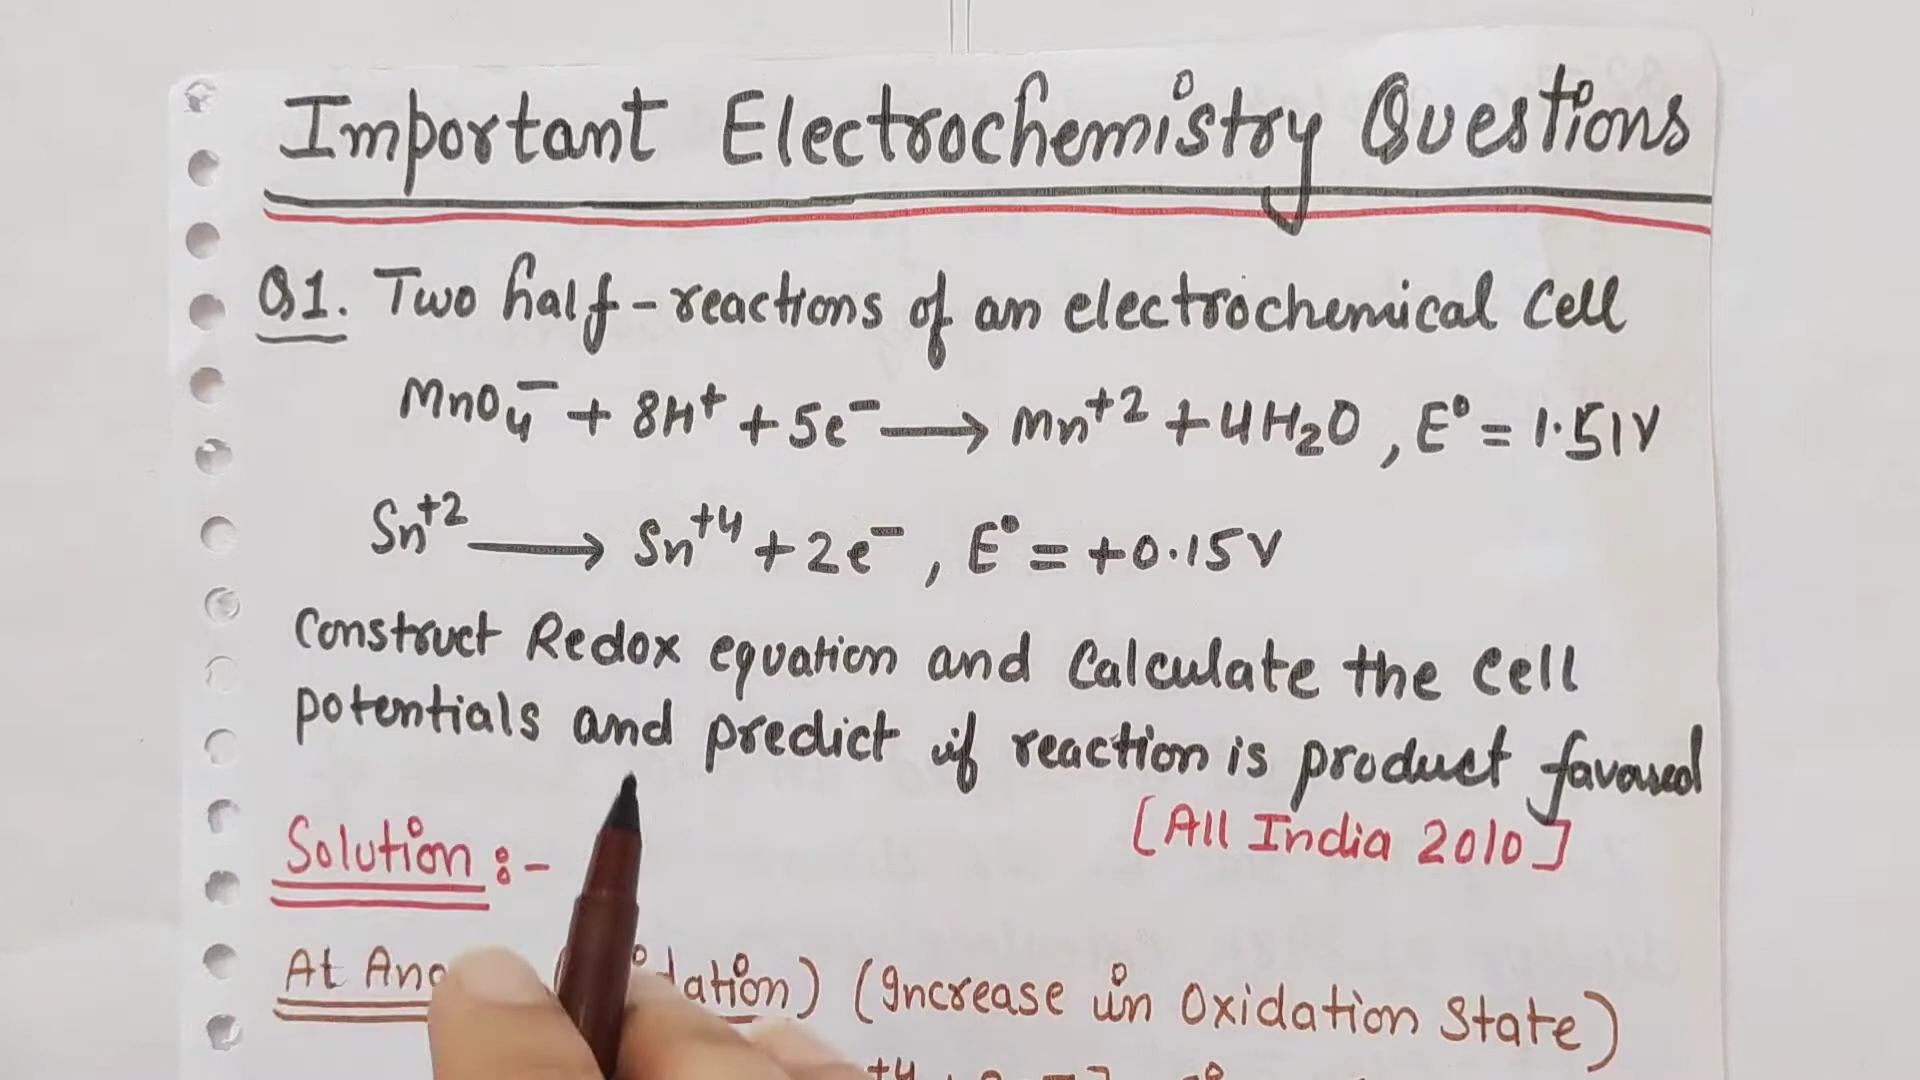 Important Electrochemistry Questions
Q1. Two half-reactions of an electrochemical Cell
MnO₄⁻ + 8H⁺ + 5e⁻ ⟶ Mn⁺² + 4H₂O , E° = 1.51V
Sn⁺² ⟶ Sn⁺⁴ + 2e⁻ , E° = +0.15V
Construct Redox equation and Calculate the Cell
potentials and predict if reaction is product favoured
[All India 2010]
Solution :-
At (Increase in Oxidation State)